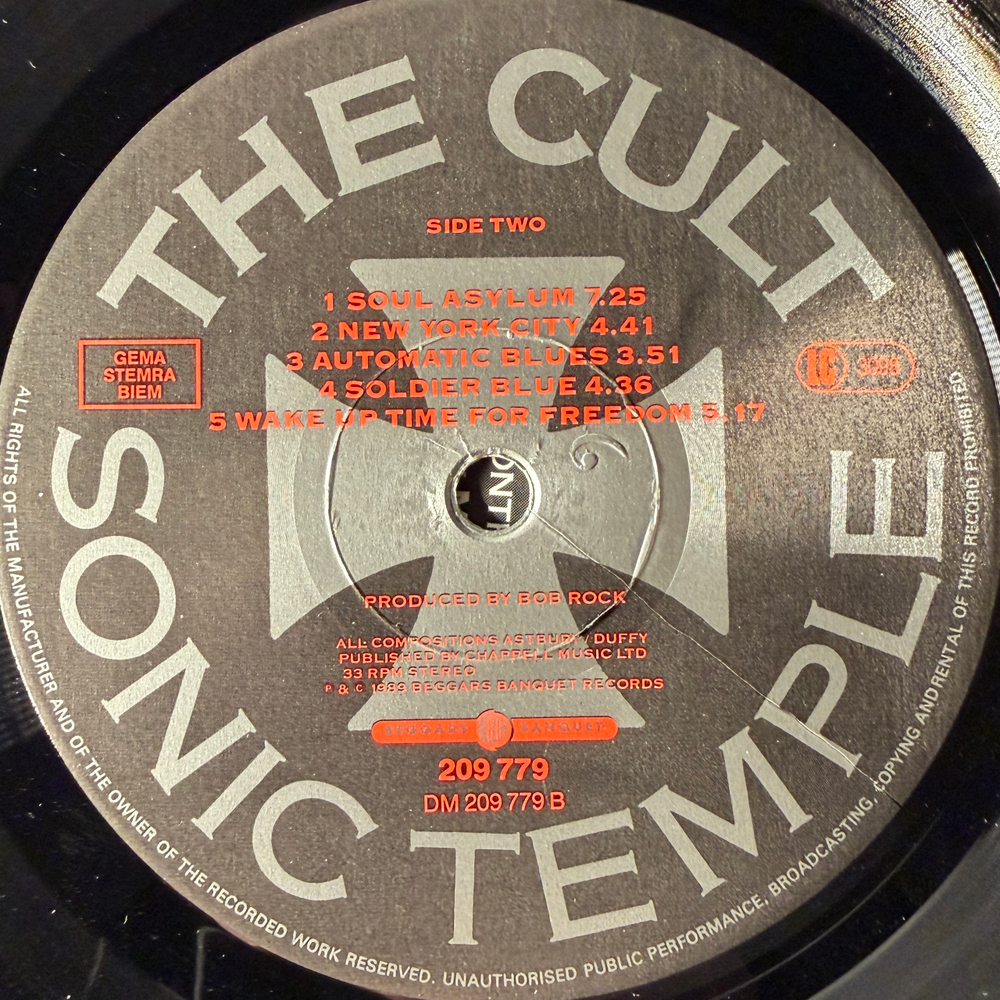 THE CULT
SIDE TWO
1 SOUL ASYLUM 7.25
2 NEW YORK CITY 4.41
3 AUTOMATIC BLUES 3.51
4 SOLDIER BLUE 4.36
5 WAKE UP TIME FOR FREEDOM 5.17
GEMA
STEMRA
BIEM
LC
PRODUCED BY BOB ROCK
ALL COMPOSITIONS ASTBURY / DUFFY
PUBLISHED BY CHAPPELL MUSIC LTD
33 RPM STEREO
P & C 1989 BEGGARS BANQUET RECORDS
BEGGARS BANQUET
209 779
DM 209 779 B
SONIC TEMPLE
ALL RIGHTS OF THE MANUFACTURER AND OF THE OWNER OF THE RECORDED WORK RESERVED. UNAUTHORISED PUBLIC PERFORMANCE, BROADCASTING, COPYING AND RENTAL OF THIS RECORD PROHIBITED